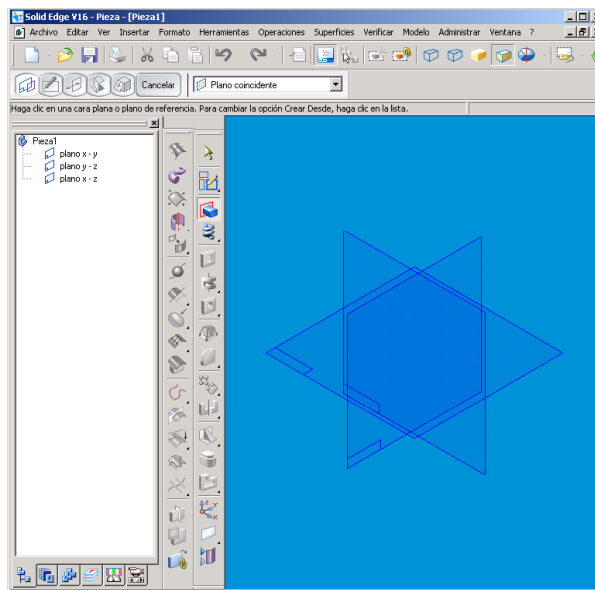 Solid Edge V16 - Pieza - [Pieza1]
Archivo Editar Ver Insertar Formato Herramientas Operaciones Superficies Verificar Modelo Administrar Ventana ?
Cancelar Plano coincidente
Haga clic en una cara plana o plano de referencia. Para cambiar la opción Crear Desde, haga clic en la lista.
Pieza1
plano x - y
plano y - z
plano x - z